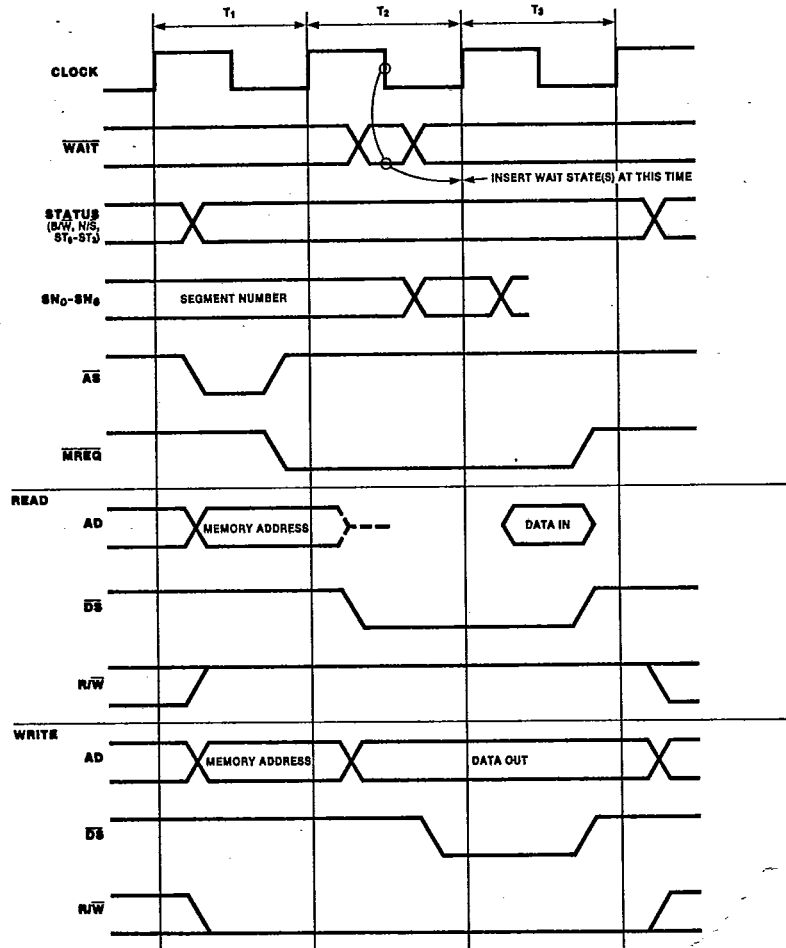 T1 T2 T3
CLOCK
WAIT
INSERT WAIT STATE(S) AT THIS TIME
STATUS
(B/W, N/S,
ST0-ST3)
SN0-SN6
SEGMENT NUMBER
AS
MREQ
READ
AD
MEMORY ADDRESS
DATA IN
DS
R/W
WRITE
AD
MEMORY ADDRESS
DATA OUT
DS
R/W